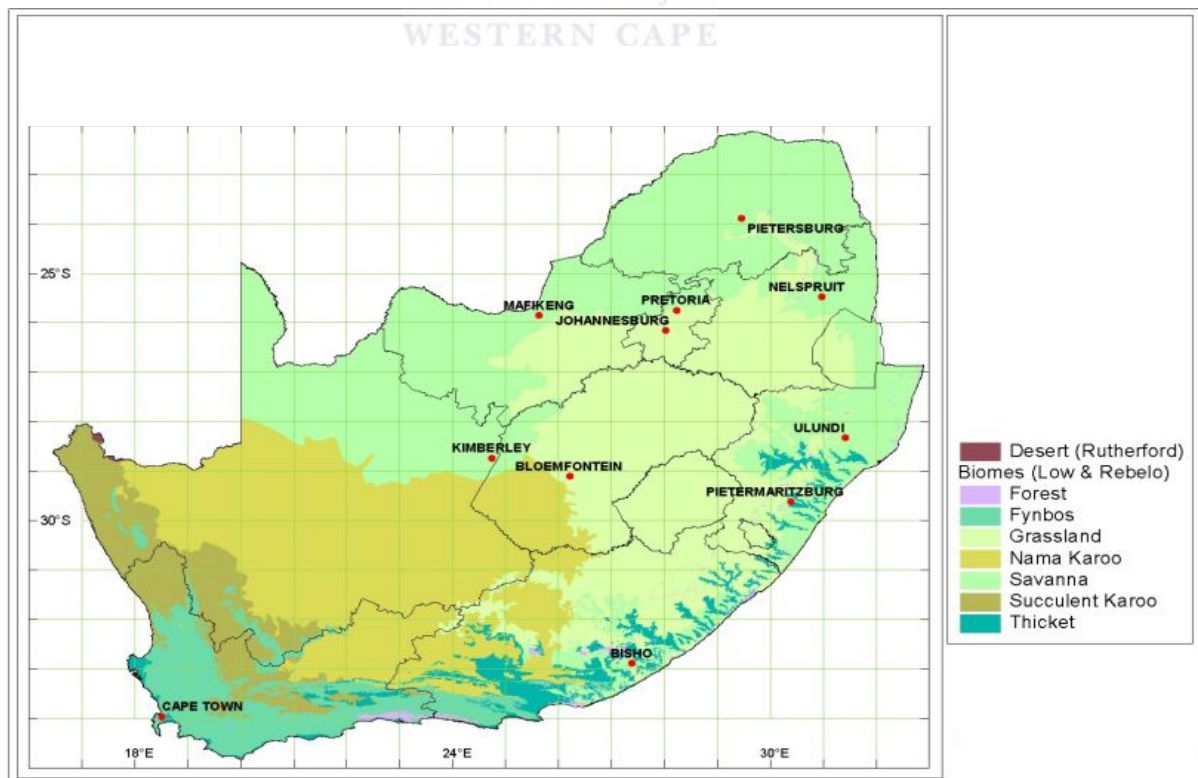 WESTERN CAPE
PIETERSBURG
25°S
NELSPRUIT
MAFIKENG
PRETORIA
JOHANNESBURG
ULUNDI
KIMBERLEY
BLOEMFONTEIN
PIETERMARITZBURG
30°S
BISHO
CAPE TOWN
18°E
24°E
30°E
Desert (Rutherford)
Biomes (Low & Rebelo)
Forest
Fynbos
Grassland
Nama Karoo
Savanna
Succulent Karoo
Thicket